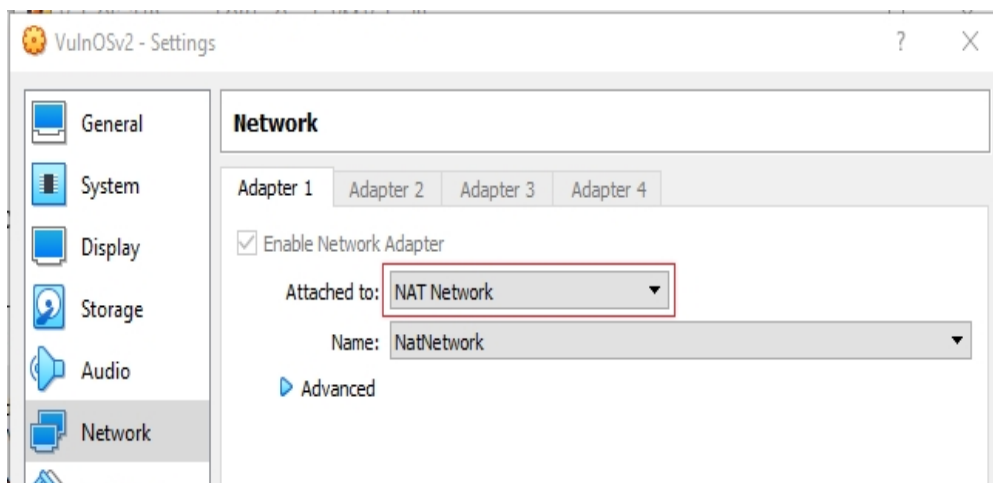 VulnOSv2 - Settings
?
General
Network
System
Adapter 1 Adapter 2 Adapter 3 Adapter 4
Display
Enable Network Adapter
Attached to: NAT Network
Storage
Name: NatNetwork
Audio
Advanced
Network